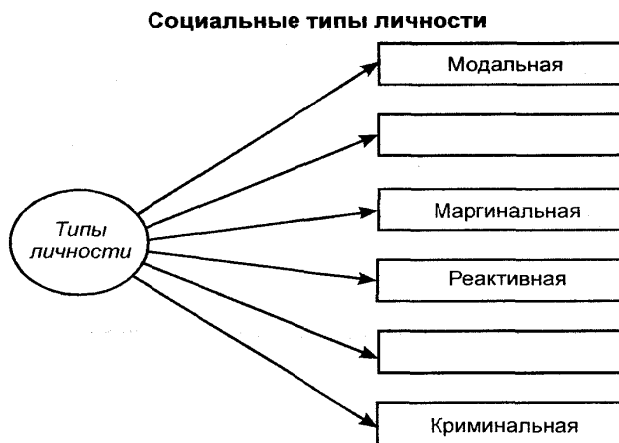 Социальные типы личности
Модальная
Маргинальная
Типы
личности
Реактивная
Криминальная